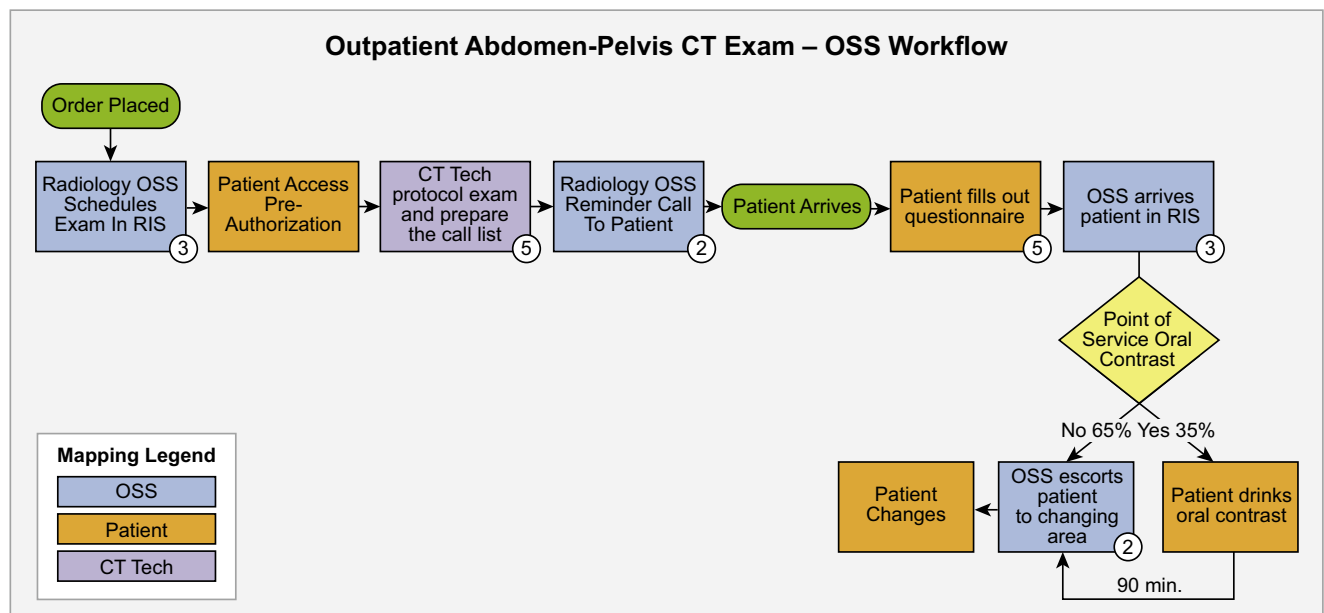 Outpatient Abdomen-Pelvis CT Exam – OSS Workflow
Order Placed
Radiology OSS
Schedules
Exam In RIS
3
Patient Access
Pre-
Authorization
CT Tech
protocol exam
and prepare
the call list
5
Radiology OSS
Reminder Call
To Patient
2
Patient Arrives
Patient fills out
questionnaire
5
OSS arrives
patient in RIS
3
Point of
Service Oral
Contrast
No 65% Yes 35%
Patient
Changes
OSS escorts
patient
to changing
area
2
Patient drinks
oral contrast
90 min.
Mapping Legend
OSS
Patient
CT Tech